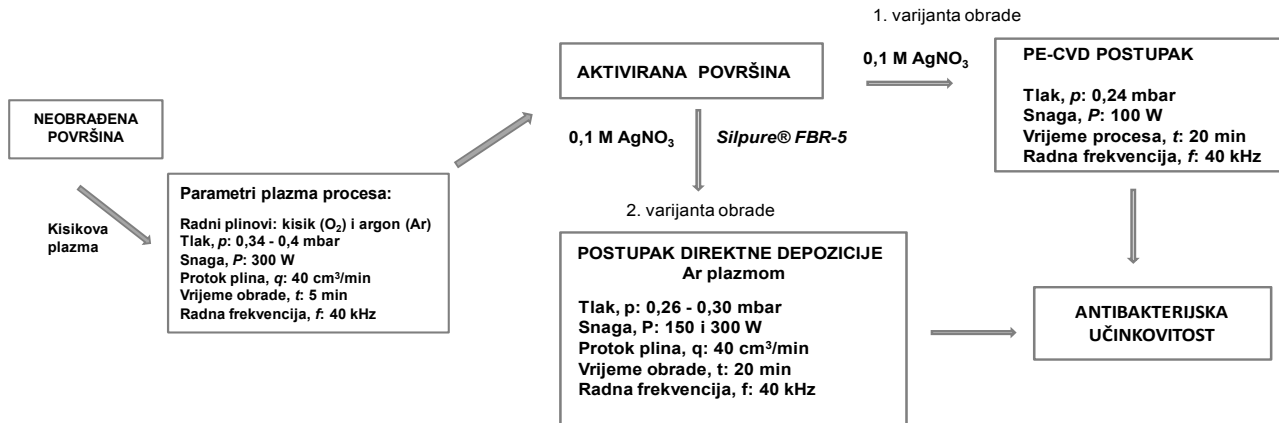 NEOBRAĐENA
POVRŠINA
Kisikova
plazma
Parametri plazma procesa:
Radni plinovi: kisik (O₂) i argon (Ar)
Tlak, p: 0,34 - 0,4 mbar
Snaga, P: 300 W
Protok plina, q: 40 cm³/min
Vrijeme obrade, t: 5 min
Radna frekvencija, f: 40 kHz
AKTIVIRANA POVRŠINA
1. varijanta obrade
0,1 M AgNO₃
PE-CVD POSTUPAK
Tlak, p: 0,24 mbar
Snaga, P: 100 W
Vrijeme procesa, t: 20 min
Radna frekvencija, f: 40 kHz
0,1 M AgNO₃
Silpure® FBR-5
2. varijanta obrade
POSTUPAK DIREKTNE DEPOZICIJE
Ar plazmom
Tlak, p: 0,26 - 0,30 mbar
Snaga, P: 150 i 300 W
Protok plina, q: 40 cm³/min
Vrijeme obrade, t: 20 min
Radna frekvencija, f: 40 kHz
ANTIBAKTERIJSKA
UČINKOVITOST